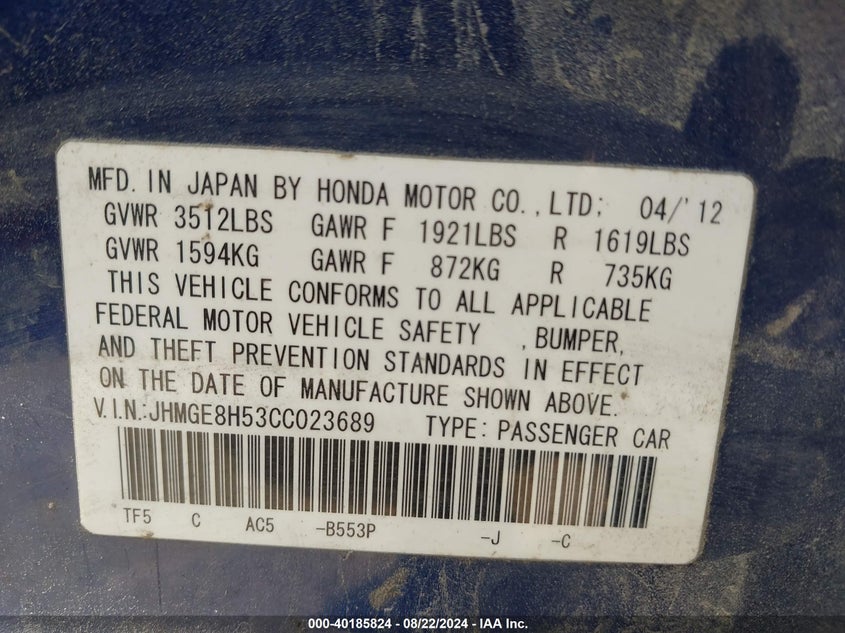 MFD. IN JAPAN BY HONDA MOTOR CO.,LTD; 04/'12
GVWR 3512LBS GAWR F 1921LBS R 1619LBS
GVWR 1594KG GAWR F 872KG R 735KG
THIS VEHICLE CONFORMS TO ALL APPLICABLE
FEDERAL MOTOR VEHICLE SAFETY , BUMPER,
AND THEFT PREVENTION STANDARDS IN EFFECT
ON THE DATE OF MANUFACTURE SHOWN ABOVE.
V.I.N:JHMGE8H53CC023689 TYPE:PASSENGER CAR
TF5 C AC5 -B553P -J -C
000-40185824 - 08/22/2024 - IAA Inc.